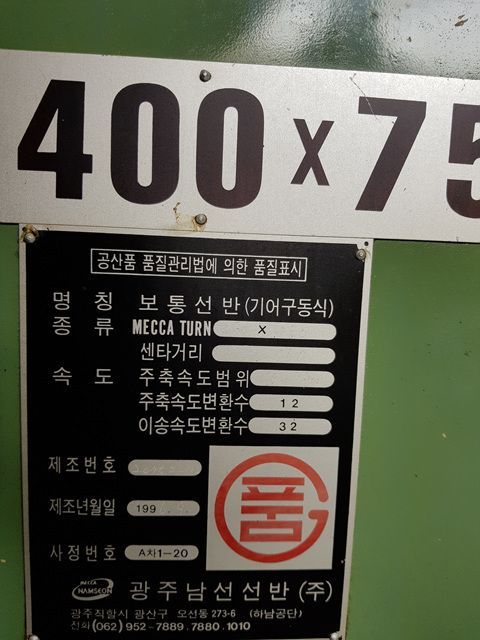 400 x 75
공산품 품질관리법에 의한 품질표시
명 칭 보통선반 (기어구동식)
종 류 MECCA TURN X
센타거리
속 도 주축속도범위
주축속도변환수 12
이송속도변환수 32
제조번호
제조년월일 199
사정번호 A차1-20
품
MECCA NAMSEON 광주남선선반 (주)
광주직할시 광산구 오선동 273-6 (하남공단)
전화 (062) 952-7889.7880.1010